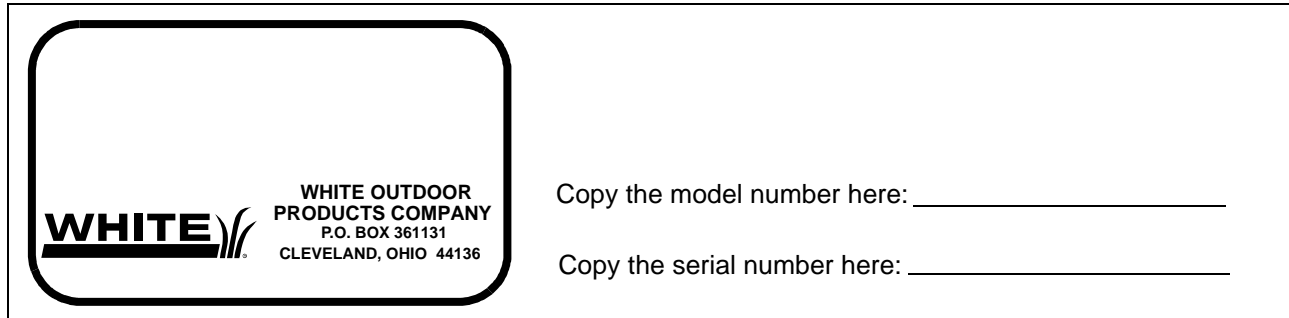 WHITE
WHITE OUTDOOR
PRODUCTS COMPANY
P.O. BOX 361131
CLEVELAND, OHIO 44136
Copy the model number here:
Copy the serial number here: